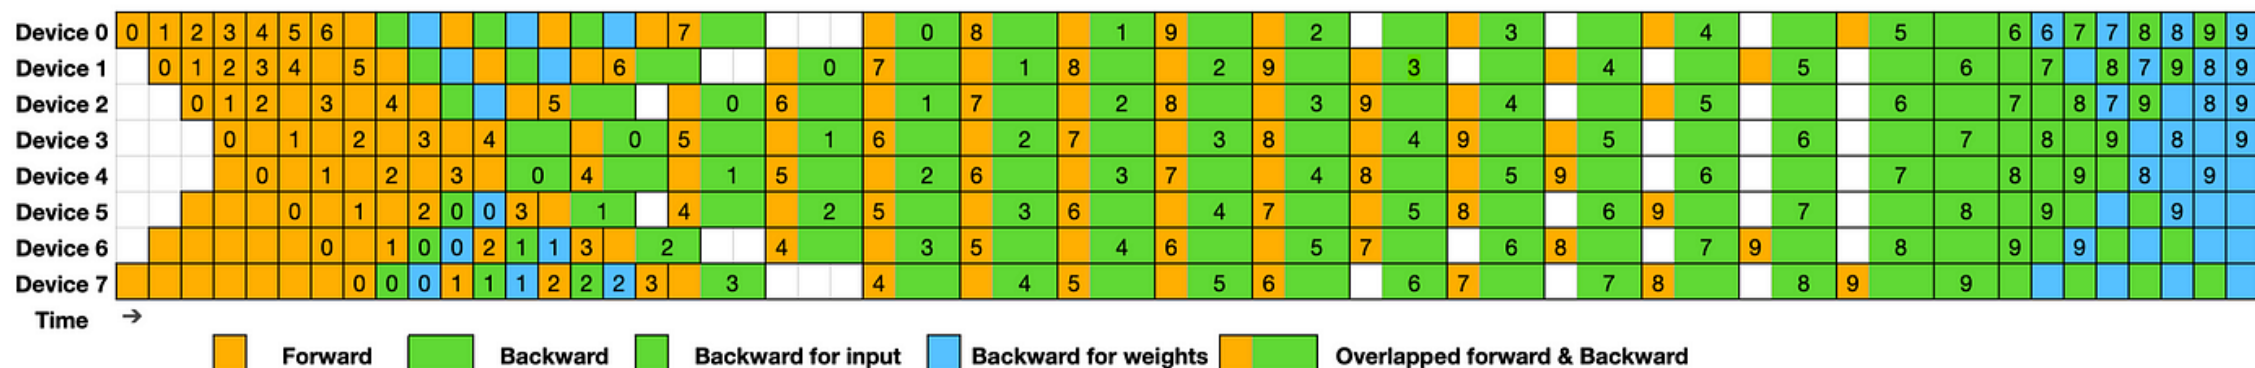 Device 0 0 1 2 3 4 5 6 7 0 8 1 9 2 3 4 5 6 6 7 7 8 8 9 9
Device 1 0 1 2 3 4 5 6 0 7 1 8 2 9 3 4 5 6 7 8 7 9 8 9
Device 2 0 1 2 3 4 5 0 6 1 7 2 8 3 9 4 5 6 7 8 7 9 8 9
Device 3 0 1 2 3 4 0 5 1 6 2 7 3 8 4 9 5 6 7 8 9 8 9
Device 4 0 1 2 3 0 4 1 5 2 6 3 7 4 8 5 9 6 7 8 9 8 9
Device 5 0 1 2 0 0 3 1 4 2 5 3 6 4 7 5 8 6 9 7 8 9 9
Device 6 0 1 0 0 2 1 1 3 2 4 3 5 4 6 5 7 6 8 7 9 8 9 9
Device 7 0 0 0 1 1 1 2 2 2 3 3 4 4 5 5 6 6 7 7 8 8 9 9
Time →
Forward Backward Backward for input Backward for weights Overlapped forward & Backward